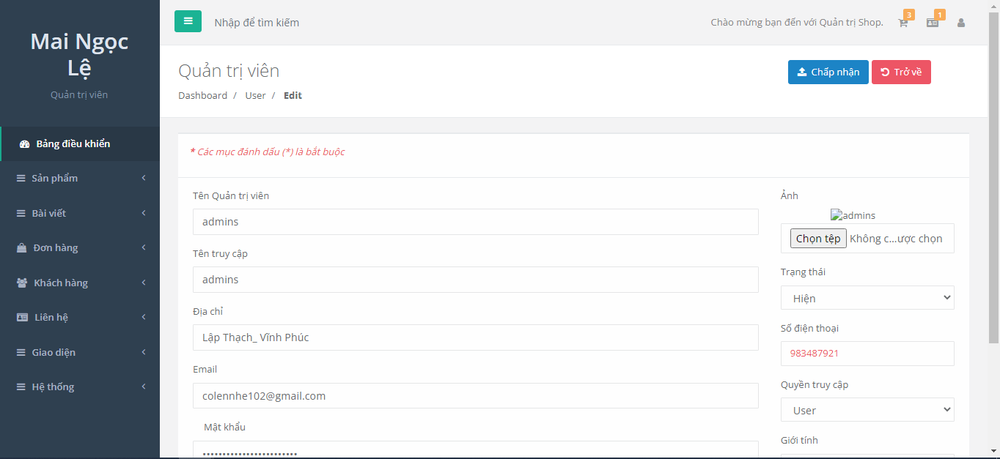 Mai Ngọc
Lệ
Quản trị viên
Bảng điều khiển
Sản phẩm
Bài viết
Đơn hàng
Khách hàng
Liên hệ
Giao diện
Hệ thống
Nhập để tìm kiếm
Chào mừng bạn đến với Quản trị Shop.
3
1
Quản trị viên
Chấp nhận
Trở về
Dashboard / User / Edit
* Các mục đánh dấu (*) là bắt buộc
Tên Quản trị viên
admins
Tên truy cập
admins
Địa chỉ
Lập Thạch_ Vĩnh Phúc
Email
colennhe102@gmail.com
Mật khẩu
Ảnh
admins
Chọn tệp Không c...ược chọn
Trạng thái
Hiện
Số điện thoại
983487921
Quyền truy cập
User
Giới tính